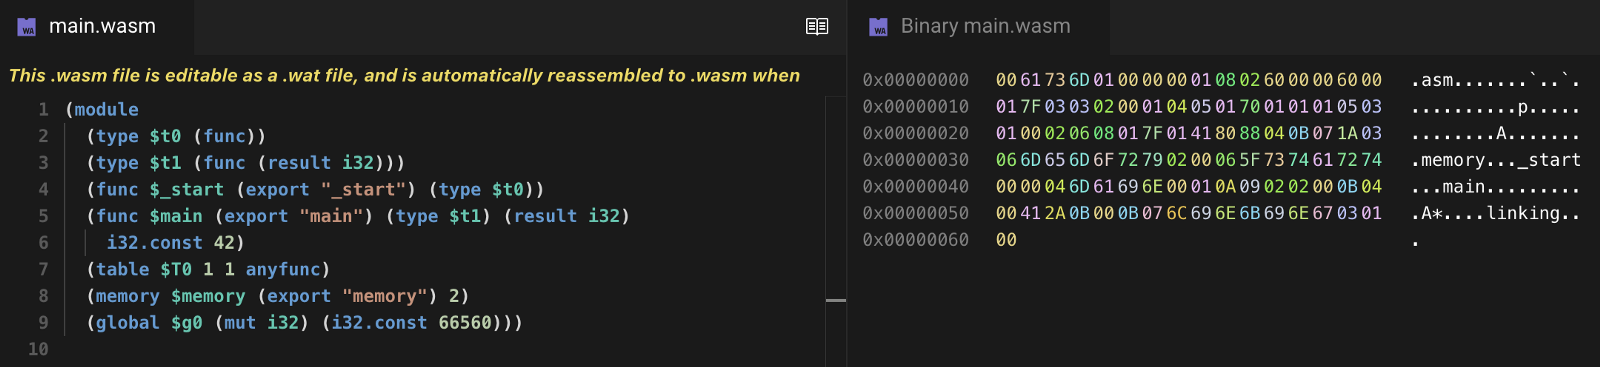 main.wasm
This .wasm file is editable as a .wat file, and is automatically reassembled to .wasm when
1 (module
2   (type $t0 (func))
3   (type $t1 (func (result i32)))
4   (func $_start (export "_start") (type $t0))
5   (func $main (export "main") (type $t1) (result i32)
6     i32.const 42)
7   (table $T0 1 1 anyfunc)
8   (memory $memory (export "memory") 2)
9   (global $g0 (mut i32) (i32.const 66560)))
10
Binary main.wasm
0x00000000 00 61 73 6D 01 00 00 00 01 08 02 60 00 00 60 00 .asm.......`..`.
0x00000010 01 7F 03 03 02 00 01 04 05 01 70 01 01 01 05 03 ..........p.....
0x00000020 01 00 02 06 08 01 7F 01 41 80 88 04 0B 07 1A 03 ........A.......
0x00000030 06 6D 65 6D 6F 72 79 02 00 06 5F 73 74 61 72 74 .memory..._start
0x00000040 00 00 04 6D 61 69 6E 00 01 0A 09 02 02 00 0B 04 ...main.........
0x00000050 00 41 2A 0B 00 0B 07 6C 69 6E 6B 69 6E 67 03 01 .A*....linking..
0x00000060 00 .